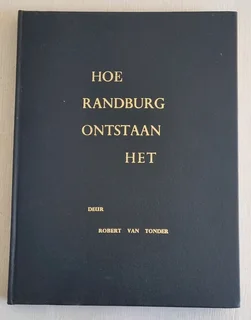 HOE
RANDBURG
ONTSTAAN
HET
DEUR
ROBERT VAN TONDER